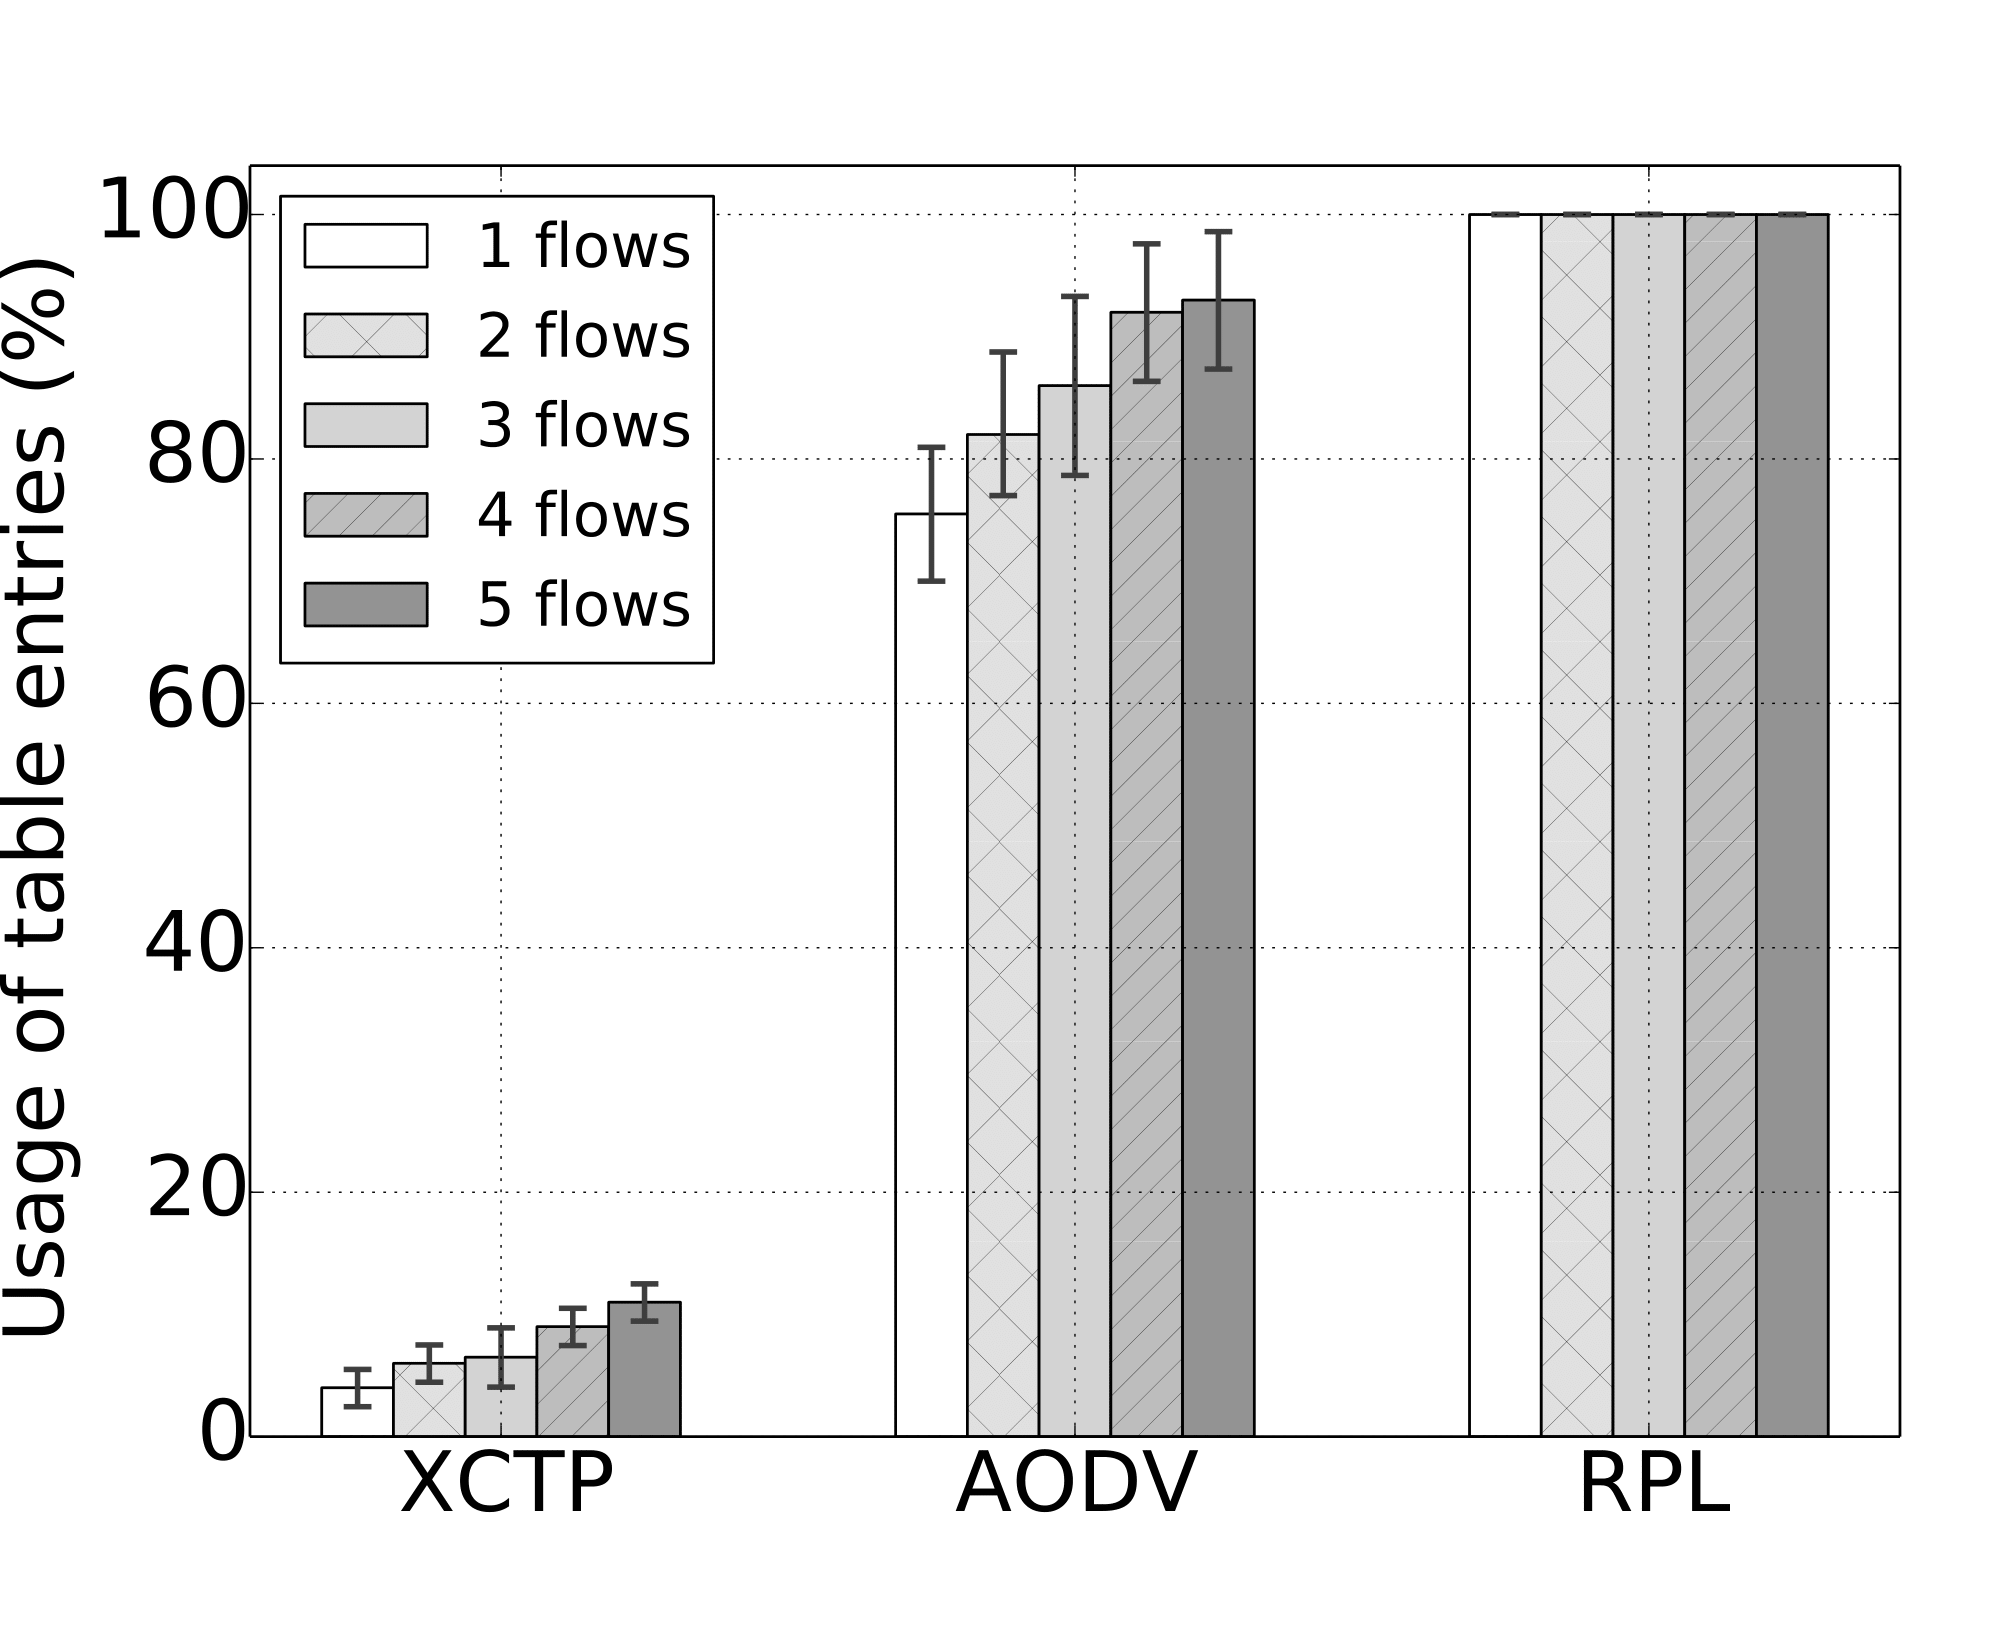 Usage of table entries (%)
100
80
60
40
20
0
1 flows
2 flows
3 flows
4 flows
5 flows
XCTP
AODV
RPL